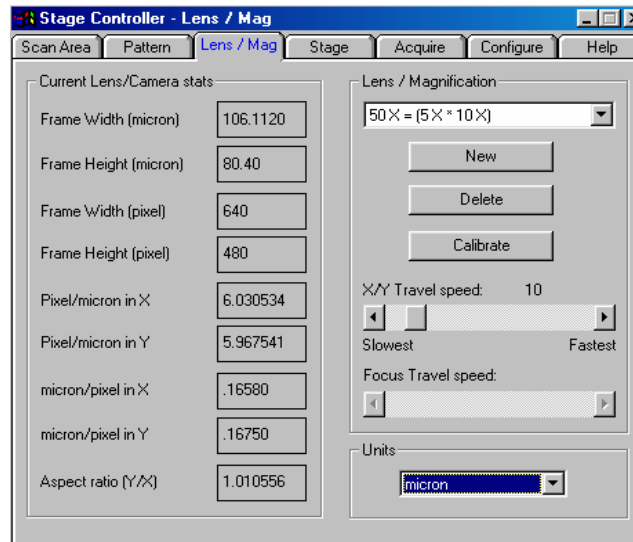 Stage Controller - Lens / Mag
Scan Area Pattern Lens / Mag Stage Acquire Configure Help
Current Lens/Camera stats
Frame Width (micron) 106.1120
Frame Height (micron) 80.40
Frame Width (pixel) 640
Frame Height (pixel) 480
Pixel/micron in X 6.030534
Pixel/micron in Y 5.967541
micron/pixel in X .16580
micron/pixel in Y .16750
Aspect ratio (Y/X) 1.010556
Lens / Magnification
50X = (5X * 10X)
New
Delete
Calibrate
X/Y Travel speed: 10
Slowest Fastest
Focus Travel speed:
Units
micron